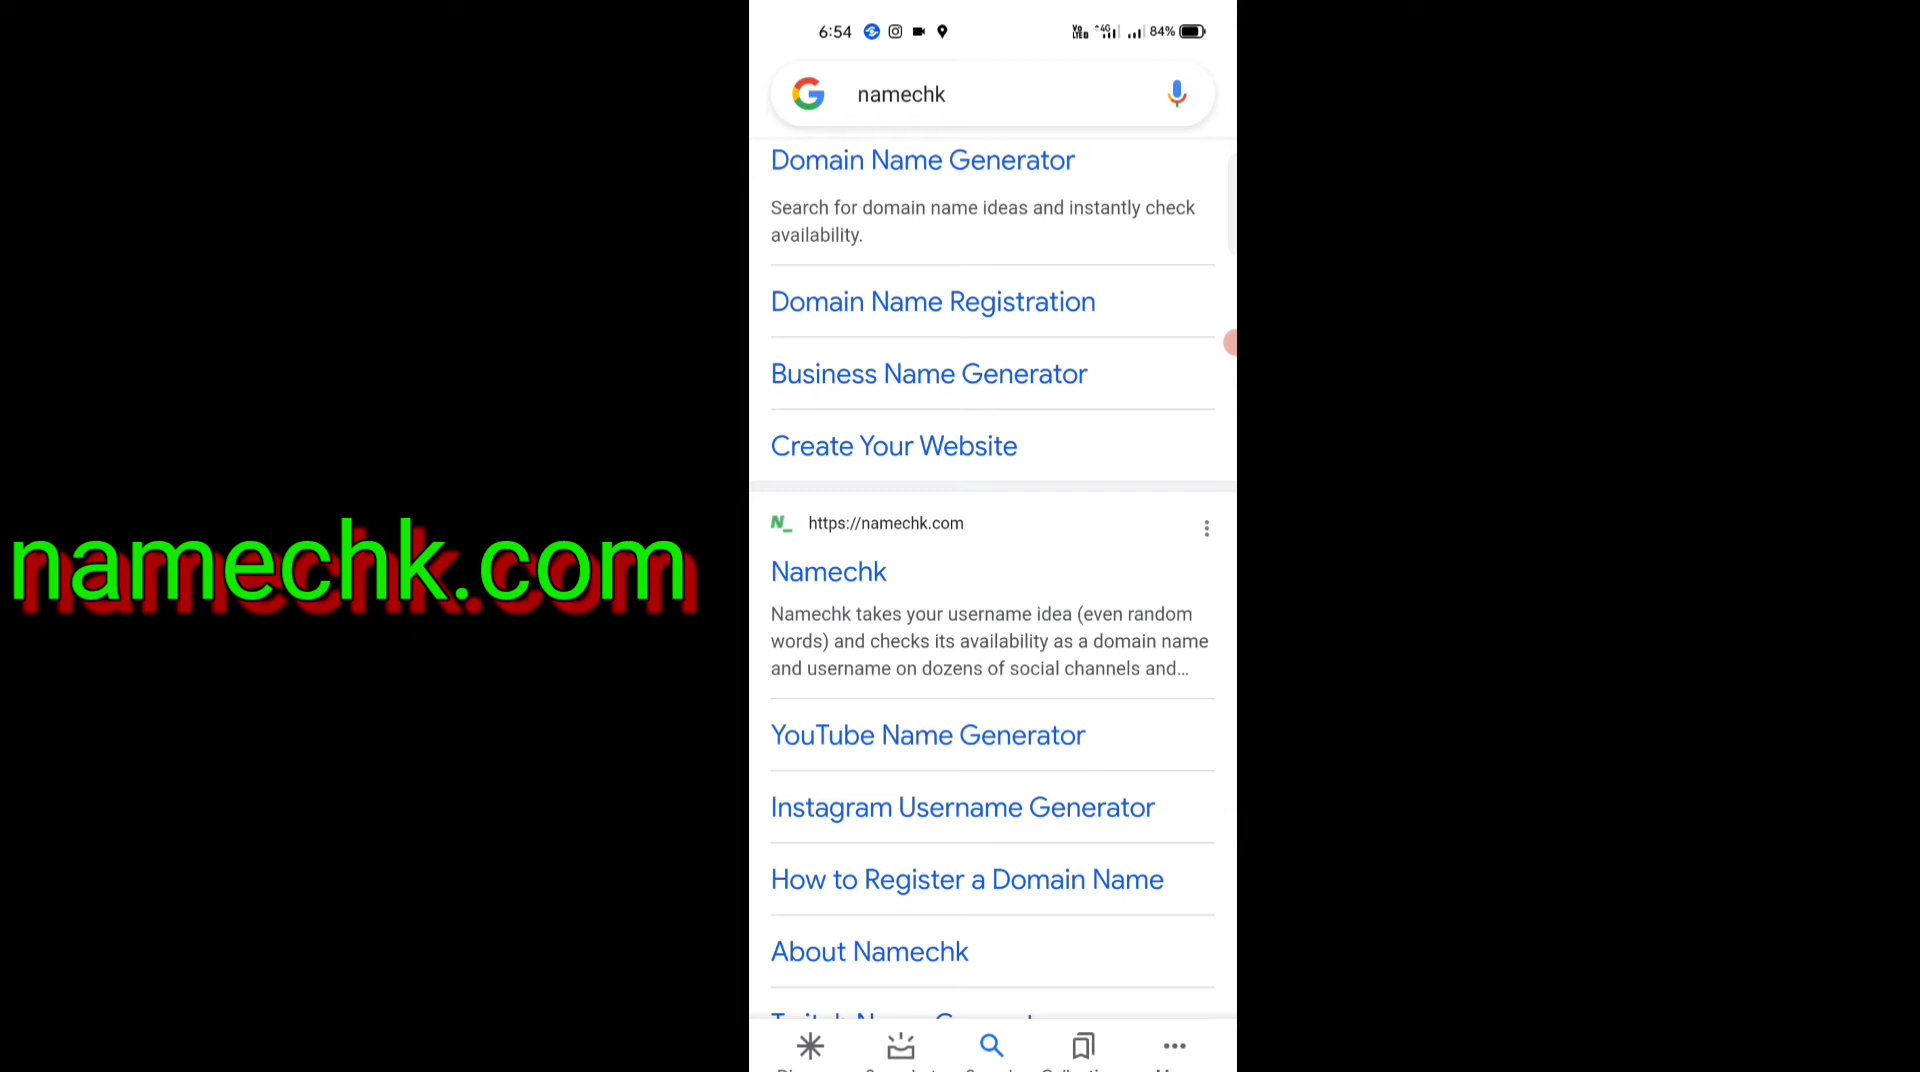 6:54
84%
namechk
Domain Name Generator
Search for domain name ideas and instantly check
availability.
Domain Name Registration
Business Name Generator
Create Your Website
https://namechk.com
Namechk
Namechk takes your username idea (even random
words) and checks its availability as a domain name
and username on dozens of social channels and...
YouTube Name Generator
Instagram Username Generator
How to Register a Domain Name
About Namechk
namechk.com